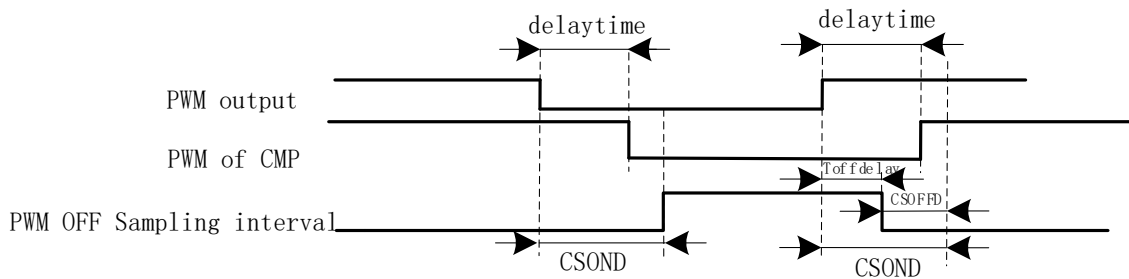 delaytime delaytime
PWM output
PWM of CMP
Toffdelay
CSOFFD
PWM OFF Sampling interval
CSOND CSOND